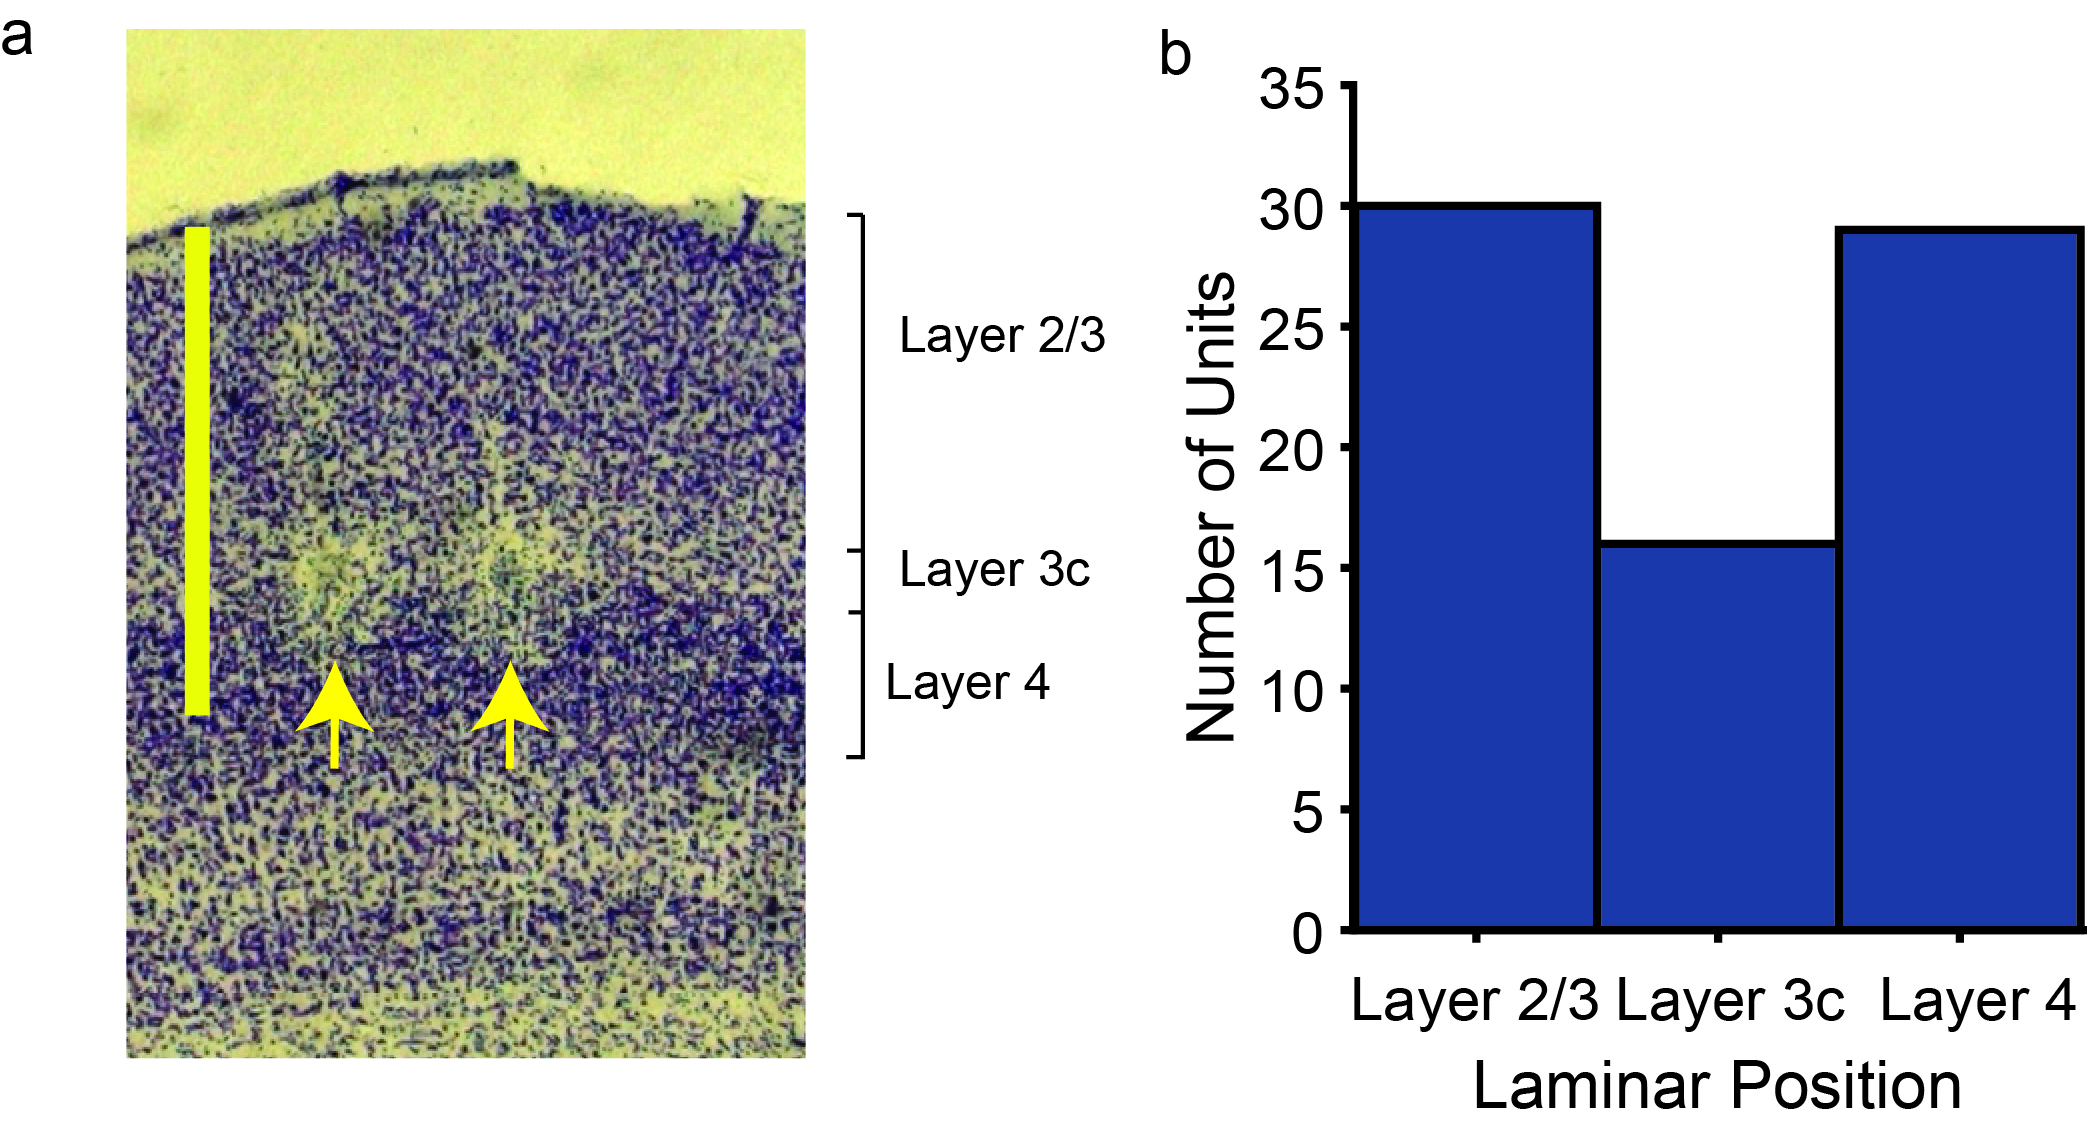 a
Layer 2/3
Layer 3c
Layer 4
b
35
30
25
20
15
10
5
0
Number of Units
Layer 2/3 Layer 3c Layer 4
Laminar Position